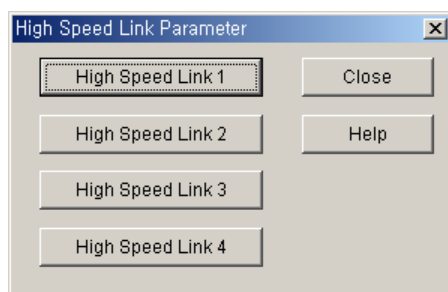 High Speed Link Parameter
High Speed Link 1
Close
High Speed Link 2
Help
High Speed Link 3
High Speed Link 4